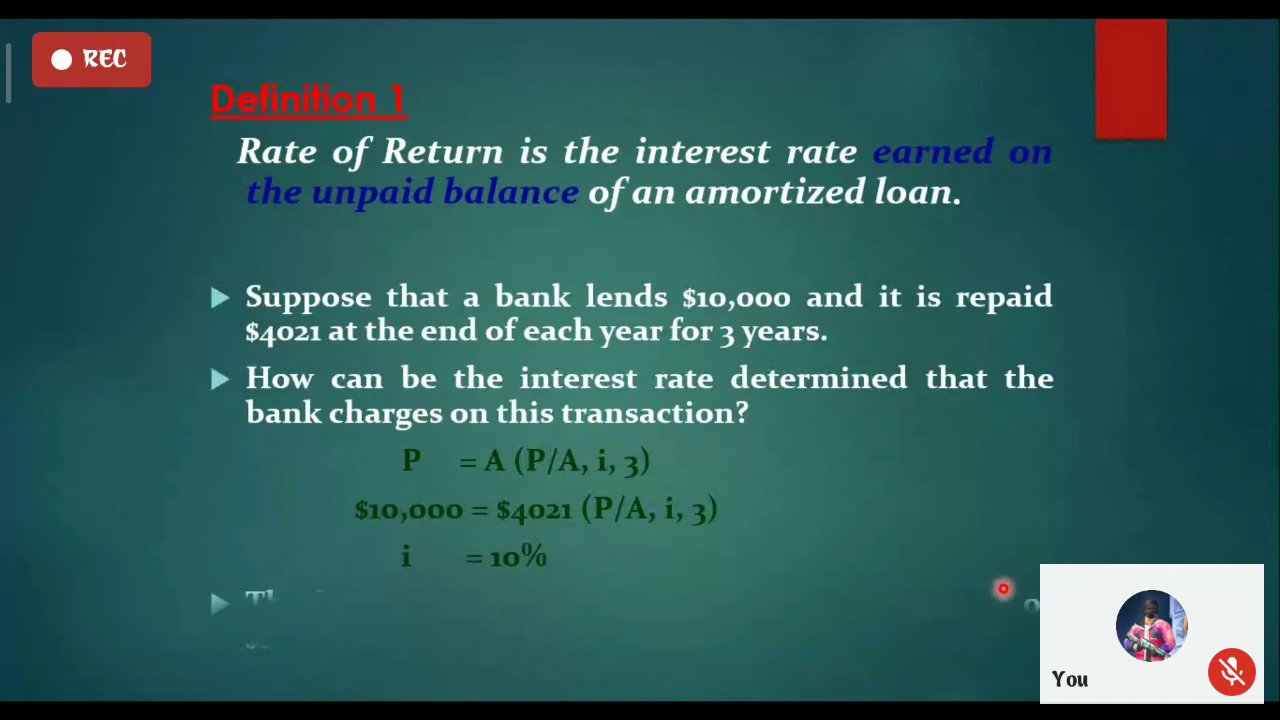 REC
Definition 1
Rate of Return is the interest rate earned on
the unpaid balance of an amortized loan.
Suppose that a bank lends $10,000 and it is repaid
$4021 at the end of each year for 3 years.
How can be the interest rate determined that the
bank charges on this transaction?
P = A (P/A, i, 3)
$10,000 = $4021 (P/A, i, 3)
i = 10%
You